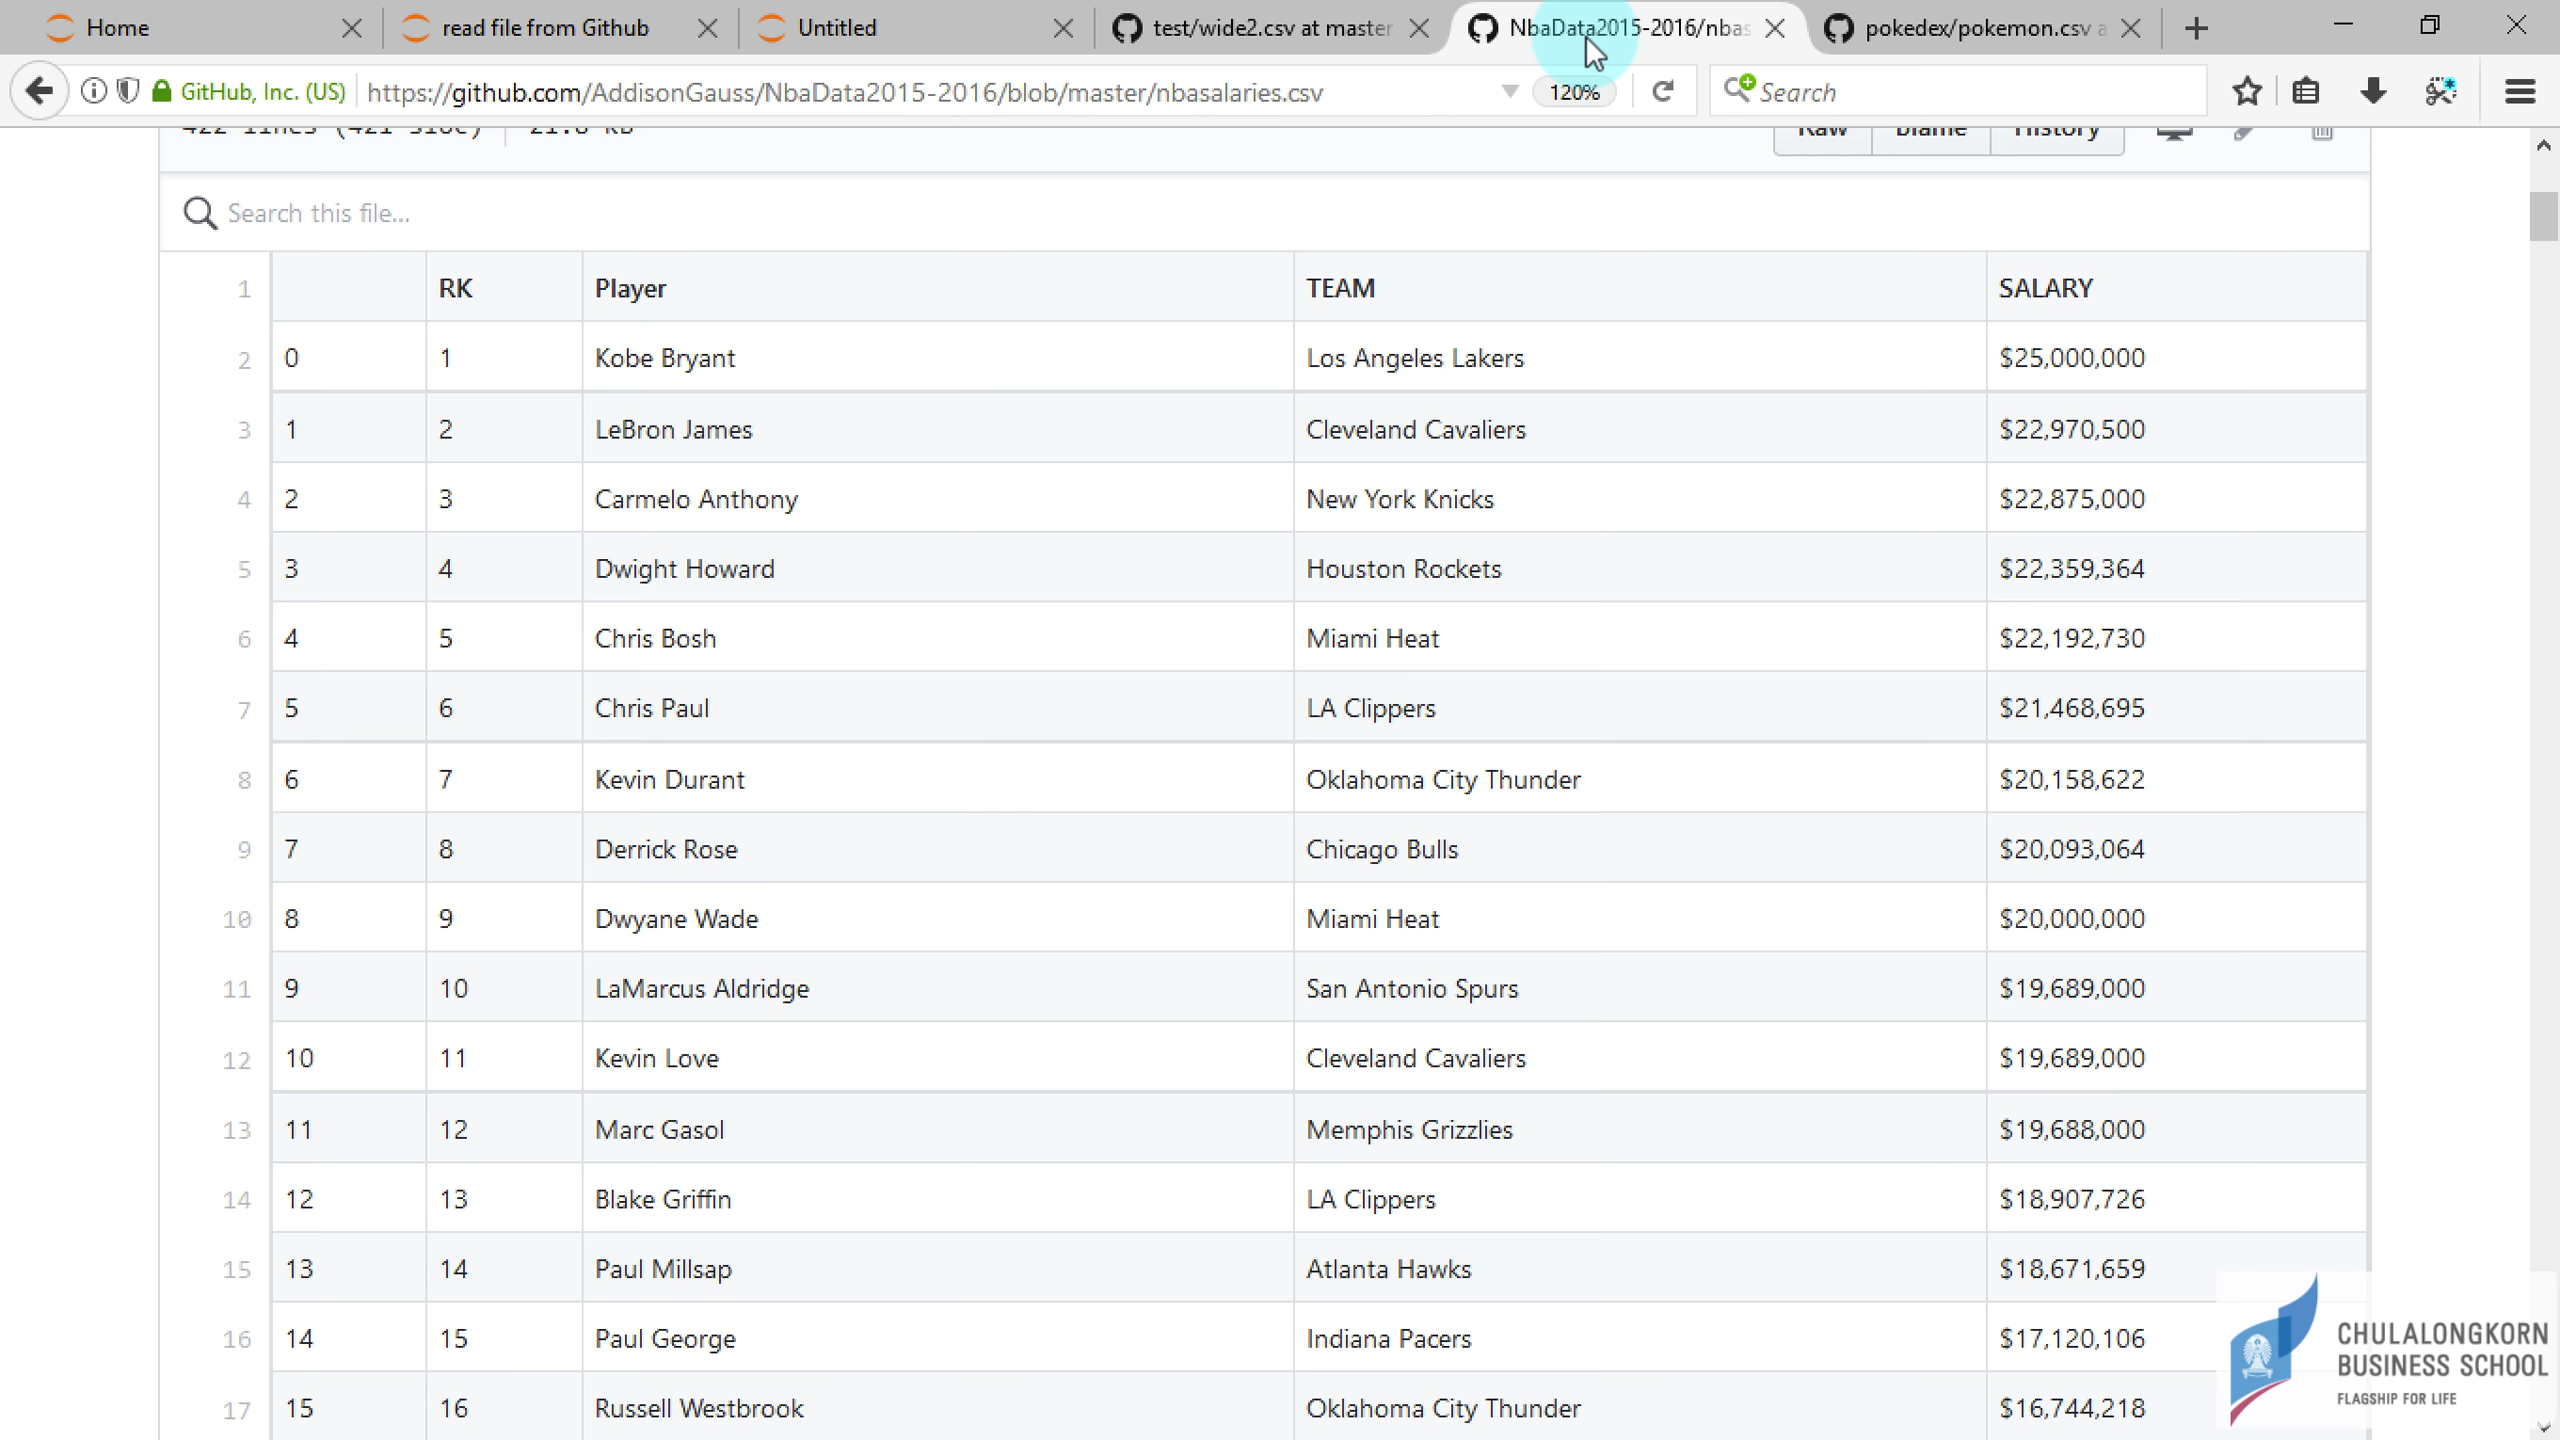 Home read file from Github Untitled test/wide2.csv at master NbaData2015-2016/nbas pokedex/pokemon.csv a
GitHub, Inc. (US) https://github.com/AddisonGauss/NbaData2015-2016/blob/master/nbasalaries.csv 120% Search
422 lines (421 sloc) 21.8 KB Raw Blame History
Search this file...
1 RK Player TEAM SALARY
2 0 1 Kobe Bryant Los Angeles Lakers $25,000,000
3 1 2 LeBron James Cleveland Cavaliers $22,970,500
4 2 3 Carmelo Anthony New York Knicks $22,875,000
5 3 4 Dwight Howard Houston Rockets $22,359,364
6 4 5 Chris Bosh Miami Heat $22,192,730
7 5 6 Chris Paul LA Clippers $21,468,695
8 6 7 Kevin Durant Oklahoma City Thunder $20,158,622
9 7 8 Derrick Rose Chicago Bulls $20,093,064
10 8 9 Dwyane Wade Miami Heat $20,000,000
11 9 10 LaMarcus Aldridge San Antonio Spurs $19,689,000
12 10 11 Kevin Love Cleveland Cavaliers $19,689,000
13 11 12 Marc Gasol Memphis Grizzlies $19,688,000
14 12 13 Blake Griffin LA Clippers $18,907,726
15 13 14 Paul Millsap Atlanta Hawks $18,671,659
16 14 15 Paul George Indiana Pacers $17,120,106
17 15 16 Russell Westbrook Oklahoma City Thunder $16,744,218
CHULALONGKORN
BUSINESS SCHOOL
FLAGSHIP FOR LIFE